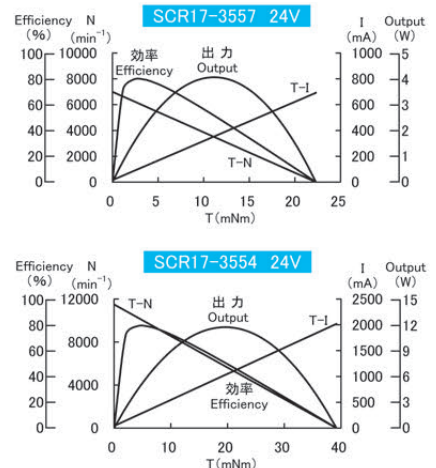 SCR17-3557 24V
Efficiency N I Output
(%) (min⁻¹) (mA) (W)
効率 出力
Efficiency Output
100 10000 1000 5
80 8000 800 4
60 6000 600 3
40 4000 400 2
20 2000 200 1
0 0 0 0
T-I
T-N
0 5 10 15 20 25
T(mNm)
SCR17-3554 24V
Efficiency N I Output
(%) (min⁻¹) (mA) (W)
100 12000 2500 15
80 2000 12
60 8000 1500 9
40 4000 1000 6
20 500 3
0 0 0 0
T-N
出力
Output
T-I
効率
Efficiency
0 10 20 30 40
T(mNm)